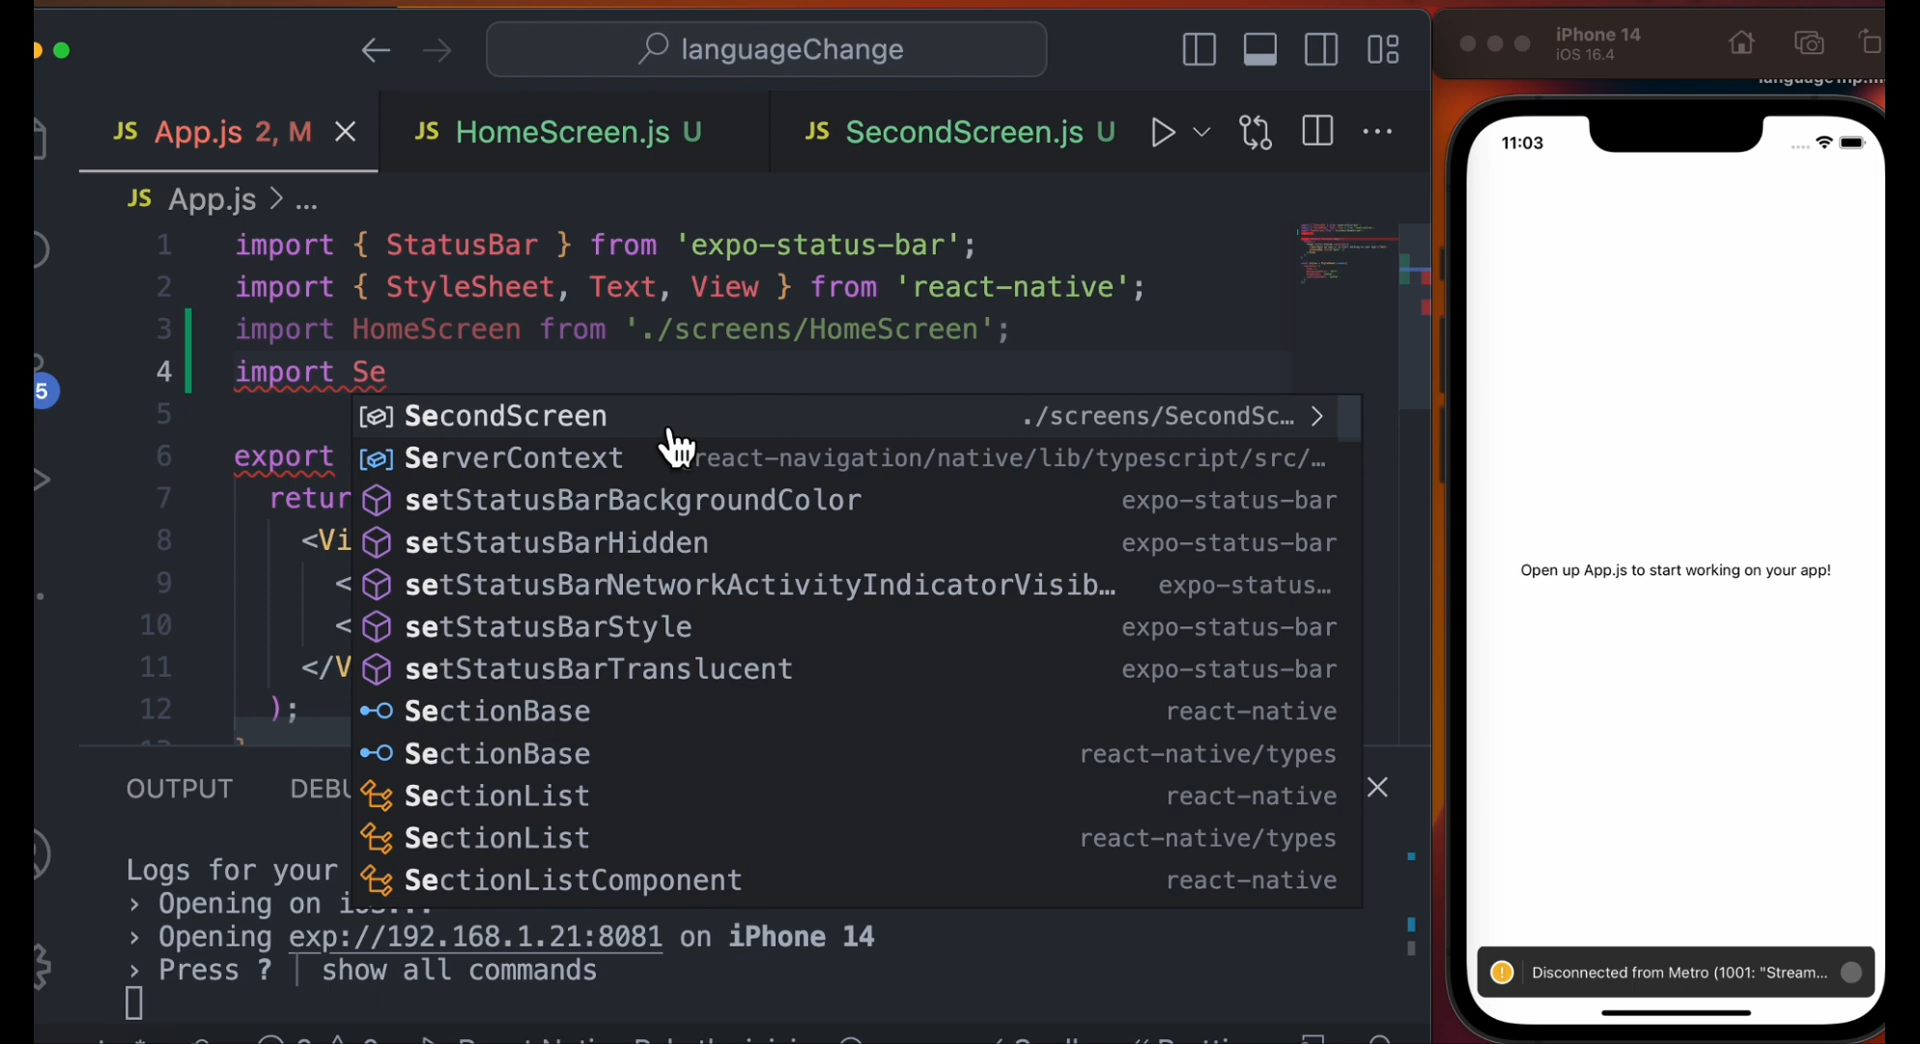 languageChange
JS App.js 2, M
JS HomeScreen.js U
JS SecondScreen.js U
JS App.js > ...
1 import { StatusBar } from 'expo-status-bar';
2 import { StyleSheet, Text, View } from 'react-native';
3 import HomeScreen from './screens/HomeScreen';
4 import Se
5
6 export
7 retur
8 <Vi
9 <
10 <
11 </V
12 );
SecondScreen ./screens/SecondSc... >
ServerContext react-navigation/native/lib/typescript/src/...
setStatusBarBackgroundColor expo-status-bar
setStatusBarHidden expo-status-bar
setStatusBarNetworkActivityIndicatorVisib... expo-status...
setStatusBarStyle expo-status-bar
setStatusBarTranslucent expo-status-bar
SectionBase react-native
SectionBase react-native/types
SectionList react-native
SectionList react-native/types
SectionListComponent react-native
5
OUTPUT DEBU
Logs for your
› Opening on
› Opening exp://192.168.1.21:8081 on iPhone 14
› Press ? │ show all commands
iPhone 14
iOS 16.4
11:03
Open up App.js to start working on your app!
Disconnected from Metro (1001: "Stream...